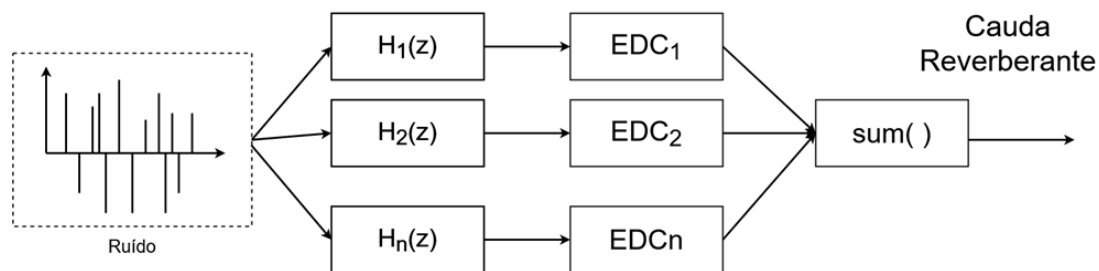 Ruído
H₁(z)
EDC₁
H₂(z)
EDC₂
Hₙ(z)
EDCn
sum( )
Cauda
Reverberante